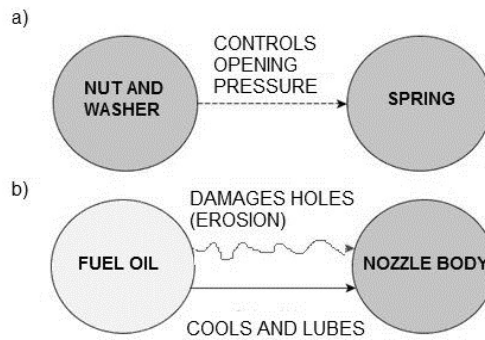 a)
CONTROLS
OPENING
PRESSURE
NUT AND
WASHER
SPRING
b)
DAMAGES HOLES
(EROSION)
FUEL OIL
NOZZLE BODY
COOLS AND LUBES